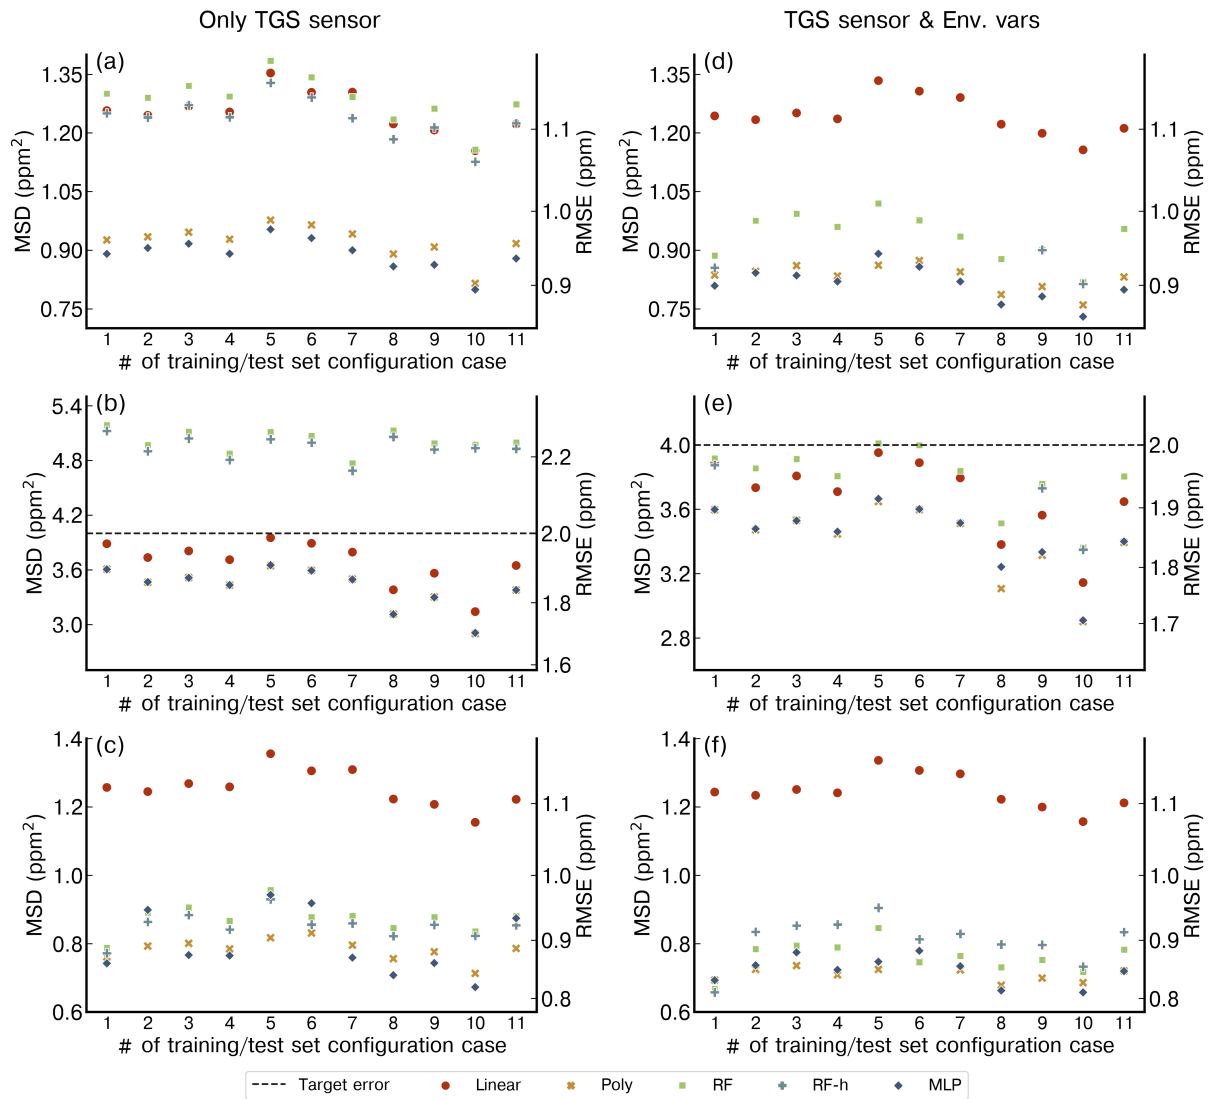 Only TGS sensor
TGS sensor & Env. vars
(a)
1.35
1.20
1.05
0.90
0.75
MSD (ppm²)
1.1
1.0
0.9
RMSE (ppm)
1 2 3 4 5 6 7 8 9 10 11
# of training/test set configuration case
(d)
1.35
1.20
1.05
0.90
0.75
MSD (ppm²)
1.1
1.0
0.9
RMSE (ppm)
1 2 3 4 5 6 7 8 9 10 11
# of training/test set configuration case
(b)
5.4
4.8
4.2
3.6
3.0
MSD (ppm²)
2.2
2.0
1.8
1.6
RMSE (ppm)
1 2 3 4 5 6 7 8 9 10 11
# of training/test set configuration case
(e)
4.0
3.6
3.2
2.8
MSD (ppm²)
2.0
1.9
1.8
1.7
RMSE (ppm)
1 2 3 4 5 6 7 8 9 10 11
# of training/test set configuration case
(c)
1.4
1.2
1.0
0.8
0.6
MSD (ppm²)
1.1
1.0
0.9
0.8
RMSE (ppm)
1 2 3 4 5 6 7 8 9 10 11
# of training/test set configuration case
(f)
1.4
1.2
1.0
0.8
0.6
MSD (ppm²)
1.1
1.0
0.9
0.8
RMSE (ppm)
1 2 3 4 5 6 7 8 9 10 11
# of training/test set configuration case
Target error Linear Poly RF RF-h MLP